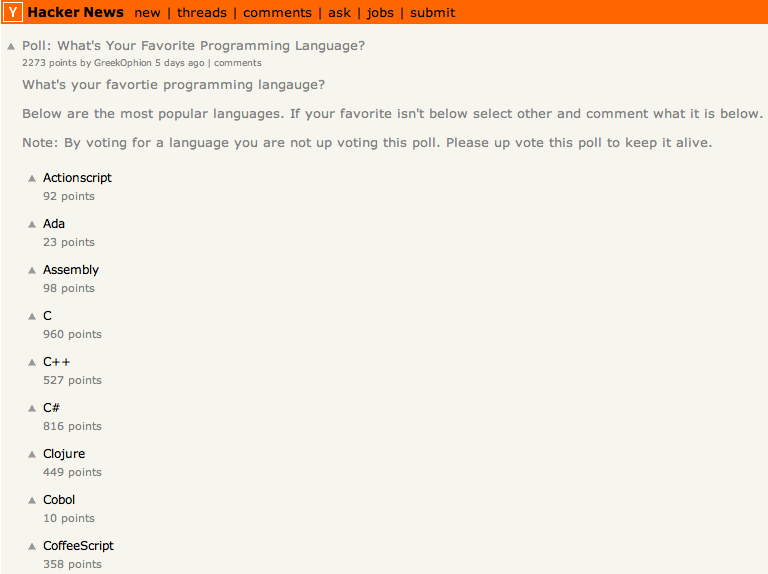 Y Hacker News new | threads | comments | ask | jobs | submit
Poll: What's Your Favorite Programming Language?
2273 points by GreekOphion 5 days ago | comments
What's your favortie programming langauge?
Below are the most popular languages. If your favorite isn't below select other and comment what it is below.
Note: By voting for a language you are not up voting this poll. Please up vote this poll to keep it alive.
Actionscript
92 points
Ada
23 points
Assembly
98 points
C
960 points
C++
527 points
C#
816 points
Clojure
449 points
Cobol
10 points
CoffeeScript
358 points